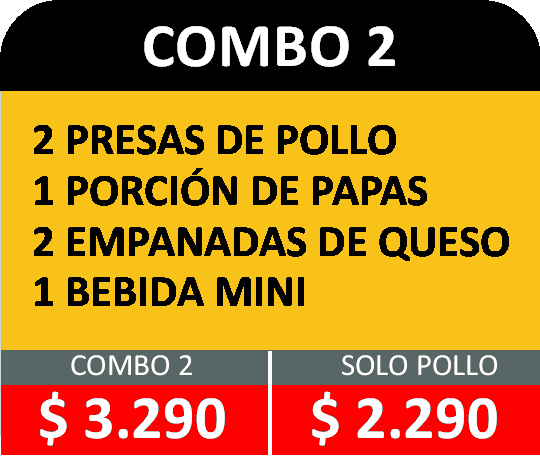 COMBO 2
2 PRESAS DE POLLO
1 PORCIÓN DE PAPAS
2 EMPANADAS DE QUESO
1 BEBIDA MINI
COMBO 2
$ 3.290
SOLO POLLO
$ 2.290